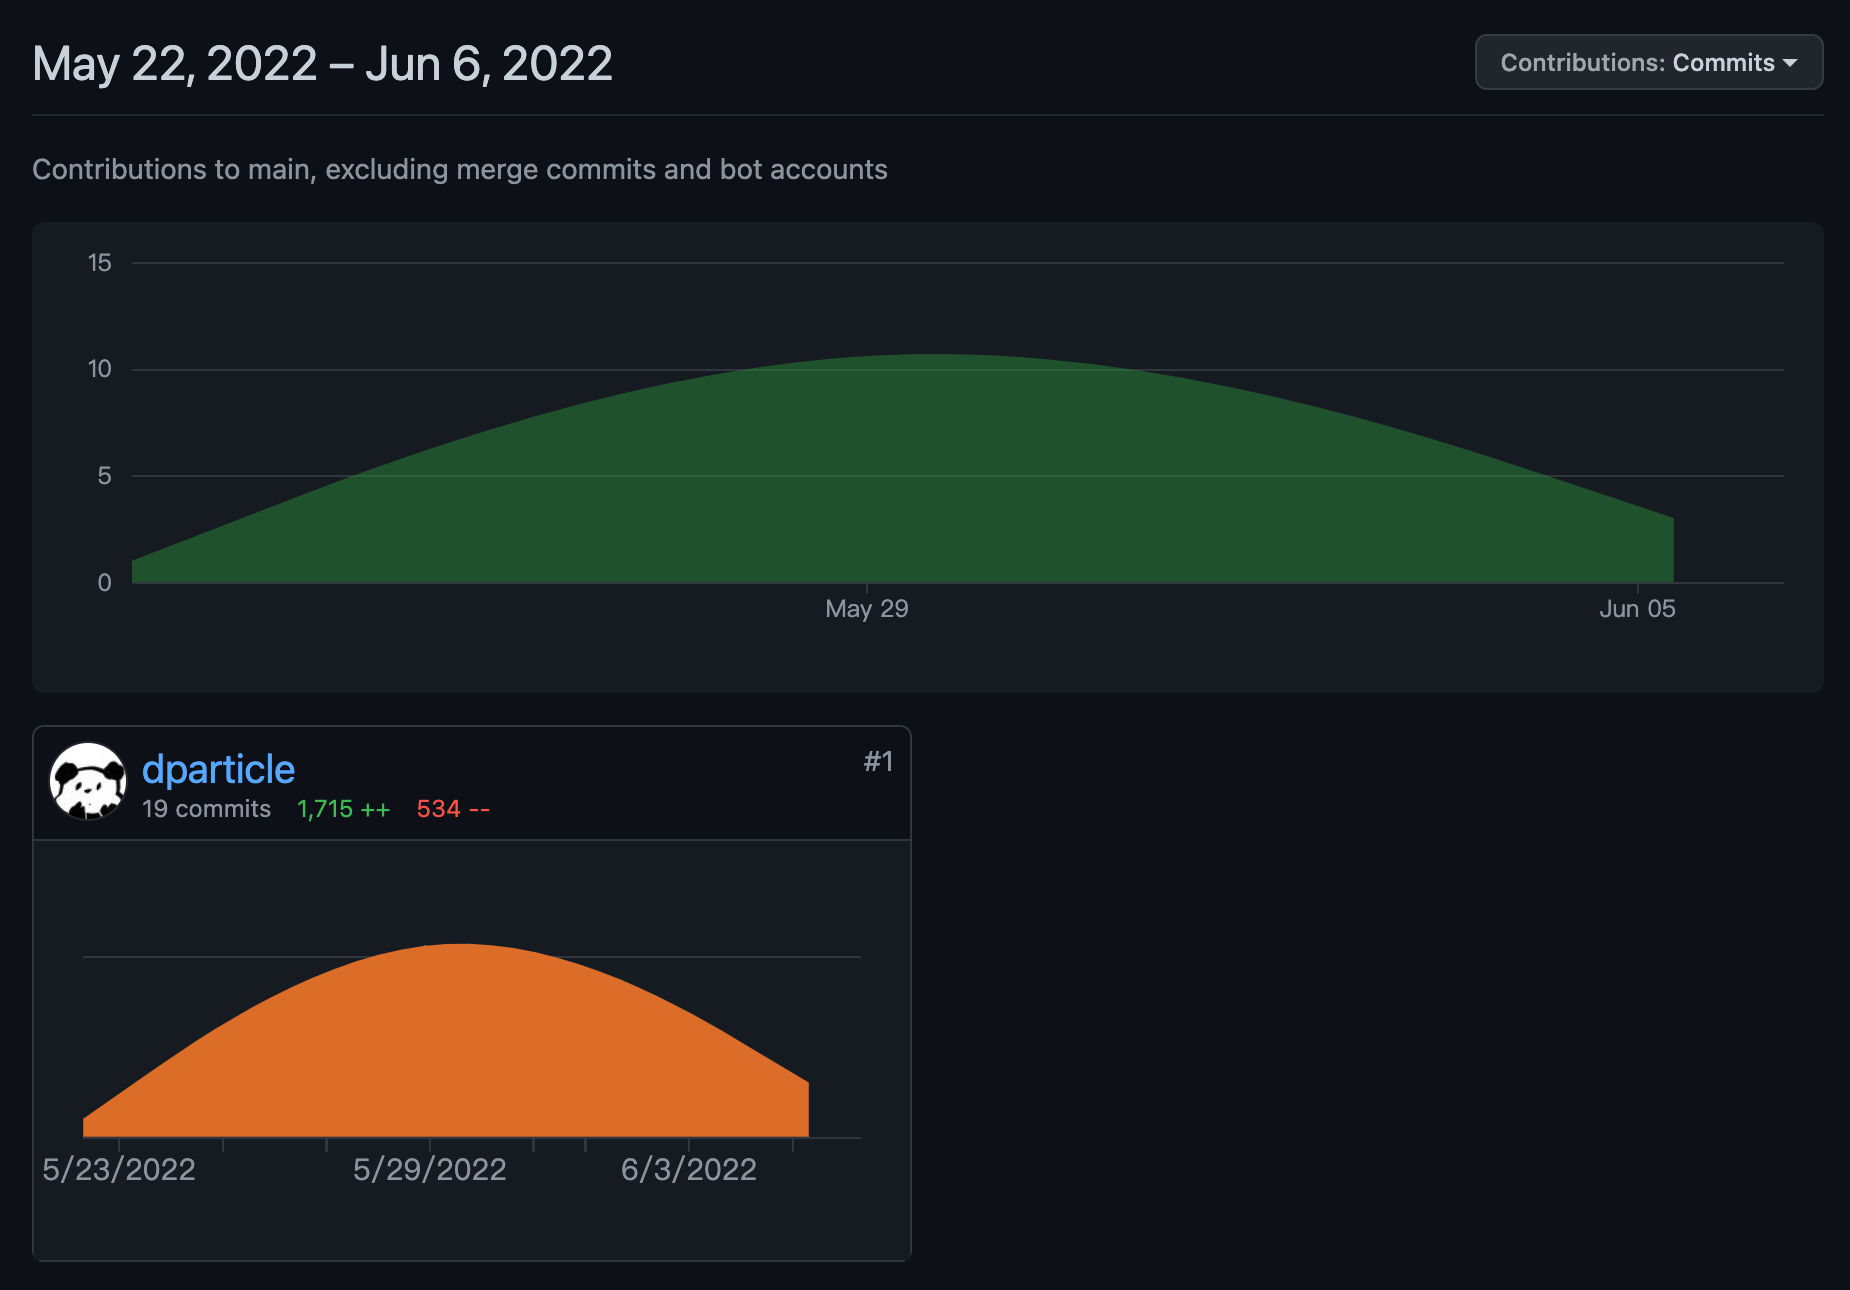 May 22, 2022 – Jun 6, 2022
Contributions: Commits
Contributions to main, excluding merge commits and bot accounts
15
10
5
0
May 29 Jun 05
dparticle
#1
19 commits 1,715 ++ 534 --
5/23/2022 5/29/2022 6/3/2022